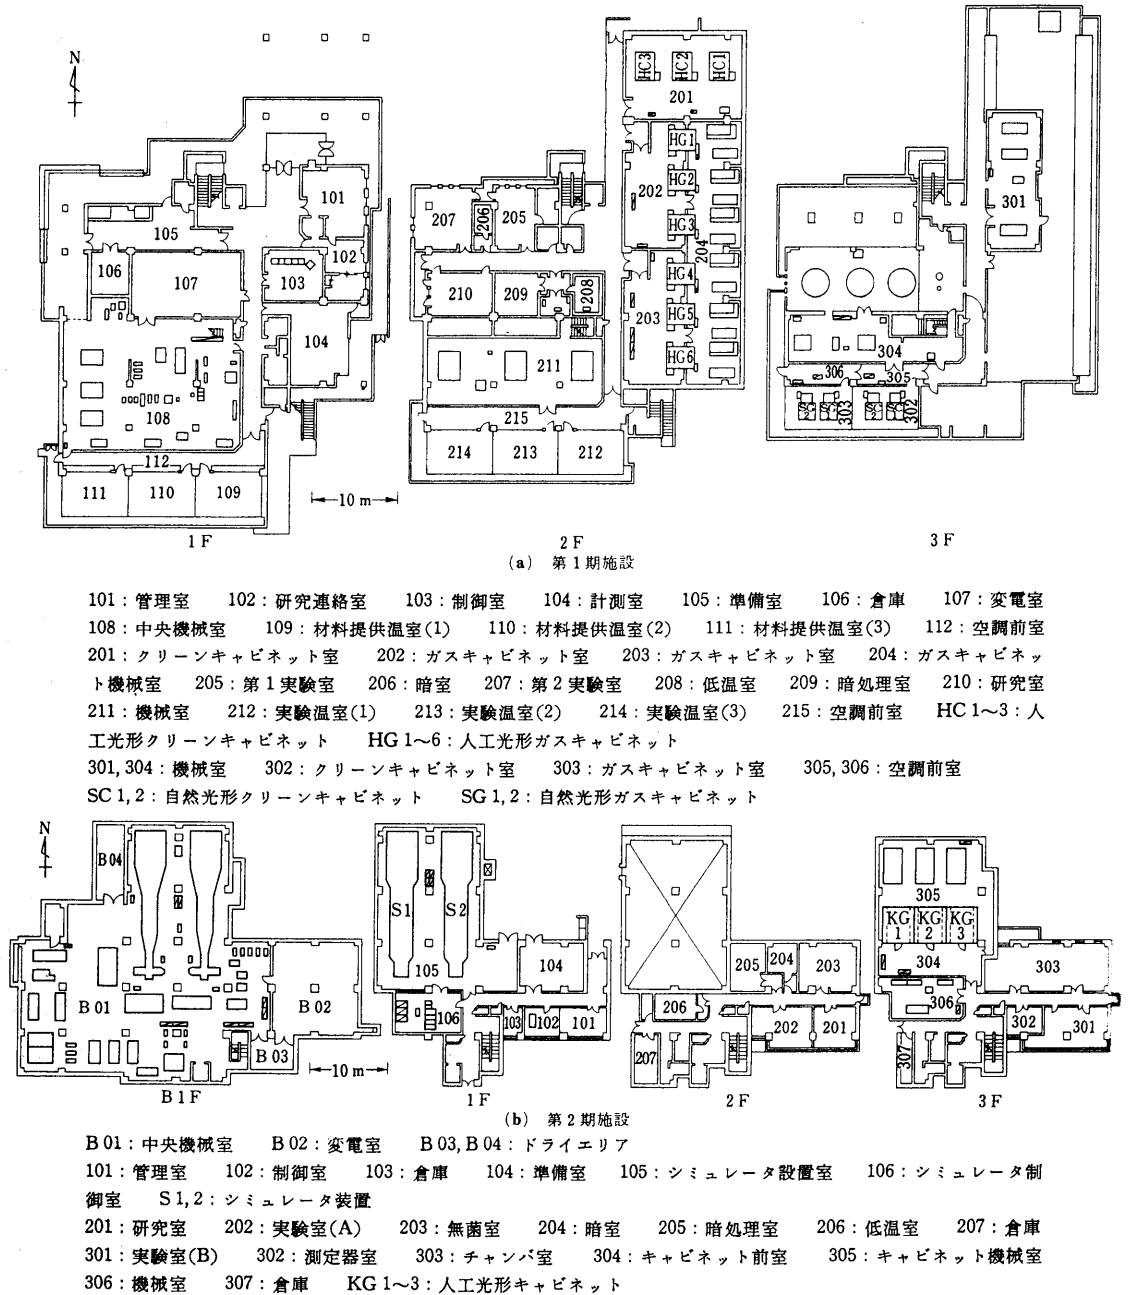 N
101
102
103
104
105
106
107
108
112
111
110
109
10 m
1 F
HC3
HC2
HC1
201
HG1
HG2
HG3
HG4
HG5
HG6
202
203
204
207
206
205
210
209
208
211
215
214
213
212
2 F
301
304
306
305
303
302
3 F
(a) 第1期施設
101：管理室 102：研究連絡室 103：制御室 104：計測室 105：準備室 106：倉庫 107：変電室
108：中央機械室 109：材料提供温室(1) 110：材料提供温室(2) 111：材料提供温室(3) 112：空調前室
201：クリーンキャビネット室 202：ガスキャビネット室 203：ガスキャビネット室 204：ガスキャビネッ
ト機械室 205：第1実験室 206：暗室 207：第2実験室 208：低温室 209：暗処理室 210：研究室
211：機械室 212：実験温室(1) 213：実験温室(2) 214：実験温室(3) 215：空調前室 HC 1～3：人
工光形クリーンキャビネット HG 1～6：人工光形ガスキャビネット
301, 304：機械室 302：クリーンキャビネット室 303：ガスキャビネット室 305, 306：空調前室
SC 1, 2：自然光形クリーンキャビネット SG 1, 2：自然光形ガスキャビネット
N
B 04
B 01
B 02
B 03
10 m
B 1 F
S 1
S 2
105
104
106
103
102
101
1 F
205
204
203
206
202
201
207
2 F
305
KG 1
KG 2
KG 3
304
303
306
302
301
307
3 F
(b) 第2期施設
B 01：中央機械室 B 02：変電室 B 03, B 04：ドライエリア
101：管理室 102：制御室 103：倉庫 104：準備室 105：シミュレータ設置室 106：シミュレータ制
御室 S 1, 2：シミュレータ装置
201：研究室 202：実験室(A) 203：無菌室 204：暗室 205：暗処理室 206：低温室 207：倉庫
301：実験室(B) 302：測定器室 303：チャンバ室 304：キャビネット前室 305：キャビネット機械室
306：機械室 307：倉庫 KG 1～3：人工光形キャビネット